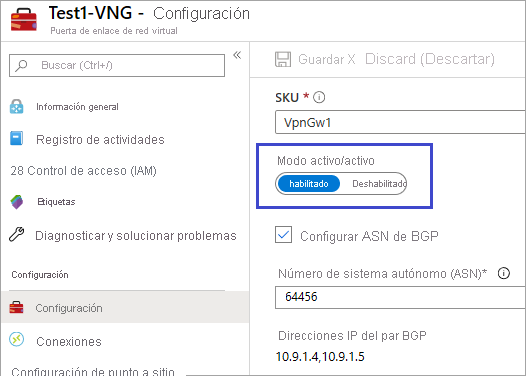 Test1-VNG - Configuración
Puerta de enlace de red virtual
Buscar (Ctrl+/)
«
Información general
Registro de actividades
28 Control de acceso (IAM)
Etiquetas
Diagnosticar y solucionar problemas
Configuración
Configuración
Conexiones
Configuración de punto a sitio
Guardar X Discard (Descartar)
SKU *
VpnGw1
Modo activo/activo
habilitado Deshabilitado
Configurar ASN de BGP
Número de sistema autónomo (ASN)*
64456
Direcciones IP del par BGP
10.9.1.4,10.9.1.5